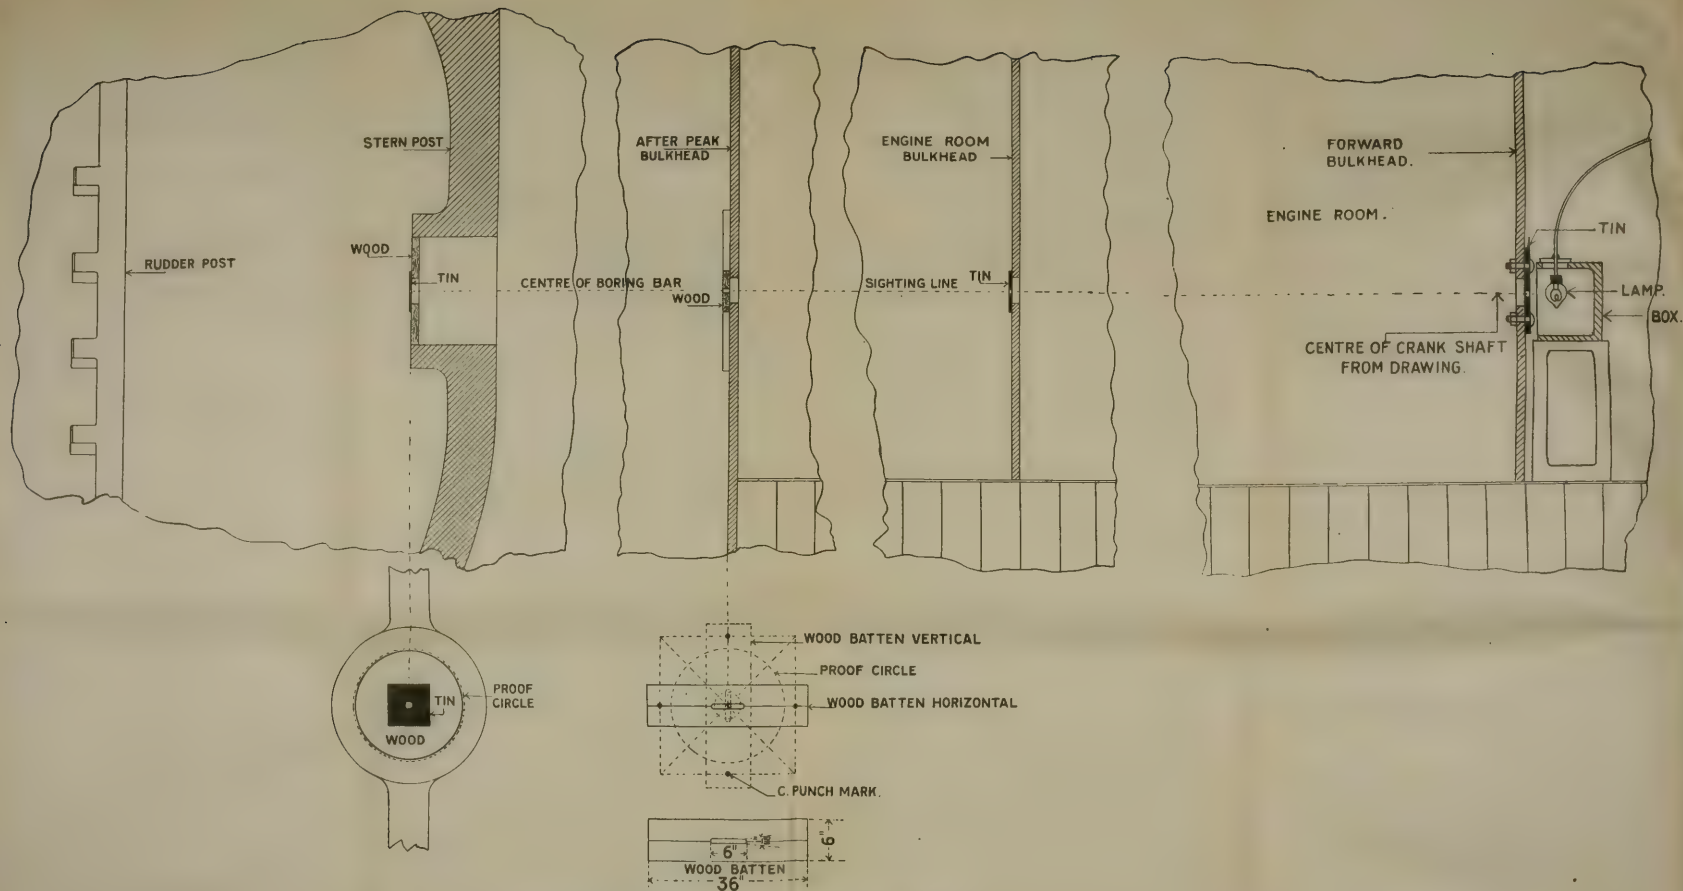 STERN POST
AFTER PEAK
BULKHEAD
ENGINE ROOM
BULKHEAD
FORWARD
BULKHEAD.
ENGINE ROOM.
TIN
WOOD
RUDDER POST
TIN
CENTRE OF BORING BAR
WOOD
SIGHTING LINE
TIN
LAMP.
BOX.
CENTRE OF CRANK SHAFT
FROM DRAWING.
WOOD BATTEN VERTICAL
PROOF CIRCLE
WOOD BATTEN HORIZONTAL
PROOF
CIRCLE
TIN
WOOD
C. PUNCH MARK.
6"
6"
WOOD BATTEN
36"